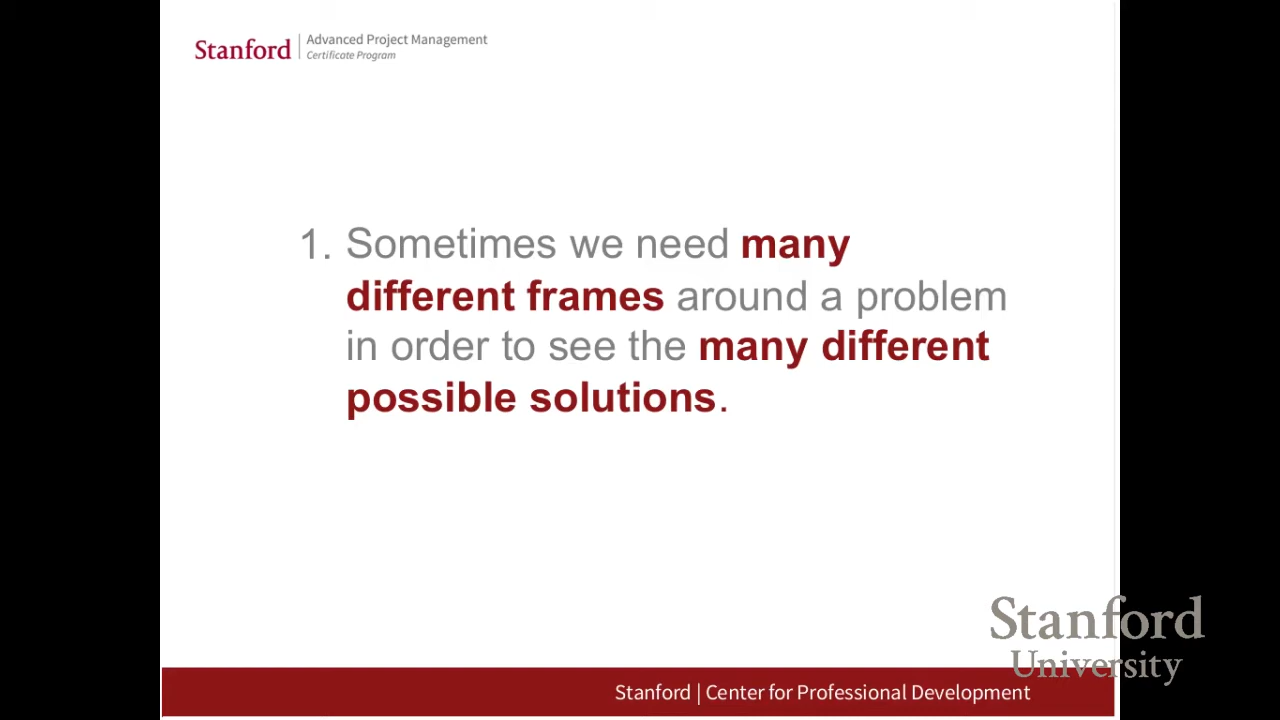 Stanford
Advanced Project Management
Certificate Program
1. Sometimes we need many
different frames around a problem
in order to see the many different
possible solutions.
Stanford
University
Stanford | Center for Professional Development